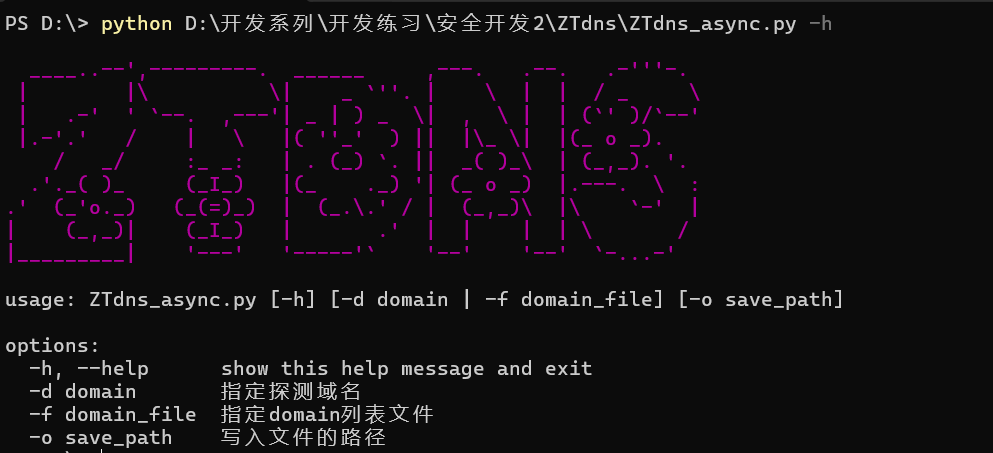 PS D:\> python D:\开发系列\开发练习\安全开发2\ZTdns\ZTdns_async.py -h
ZTDNS
usage: ZTdns_async.py [-h] [-d domain | -f domain_file] [-o save_path]
options:
-h, --help show this help message and exit
-d domain 指定探测域名
-f domain_file 指定domain列表文件
-o save_path 写入文件的路径